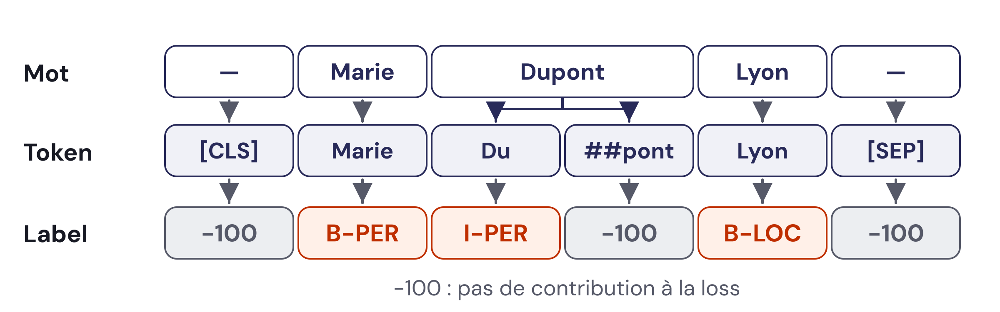 Mot — Marie Dupont Lyon —
Token [CLS] Marie Du ##pont Lyon [SEP]
Label -100 B-PER I-PER -100 B-LOC -100
-100 : pas de contribution à la loss